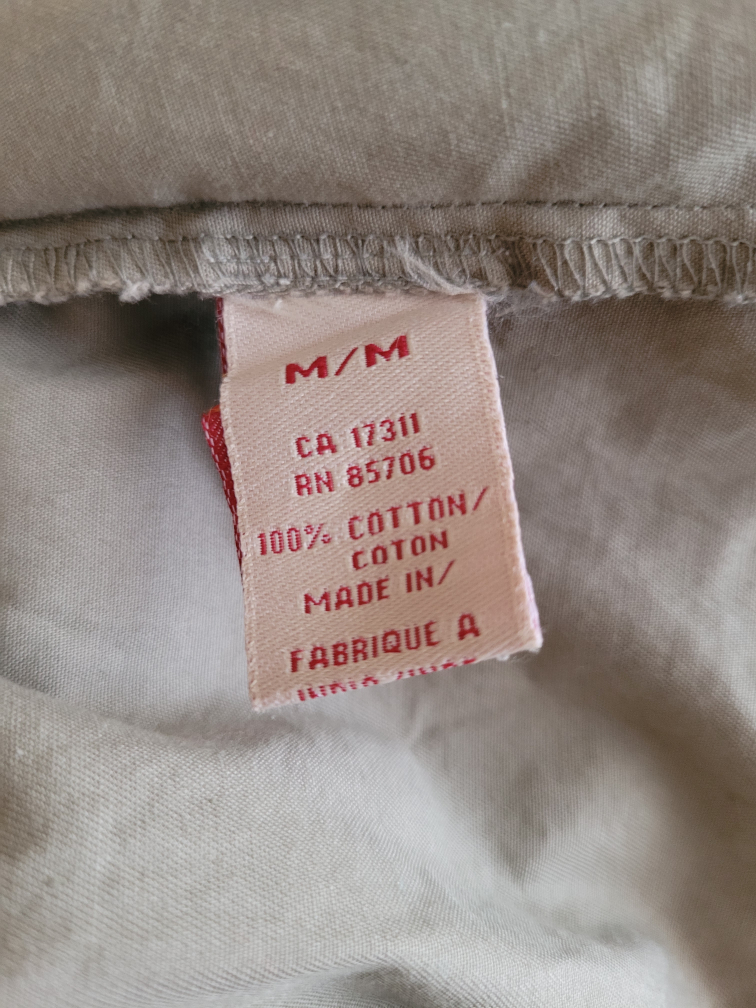 M/M
CA 17311
RN 85706
100% COTTON/
COTON
MADE IN/
FABRIQUE A